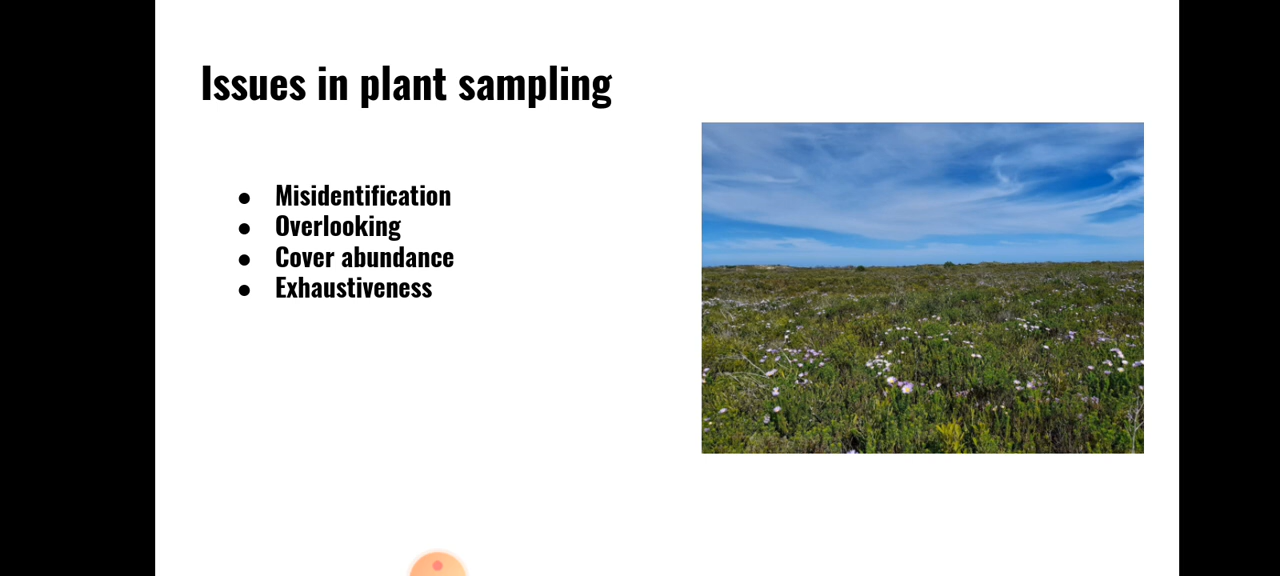 Issues in plant sampling
● Misidentification
● Overlooking
● Cover abundance
● Exhaustiveness